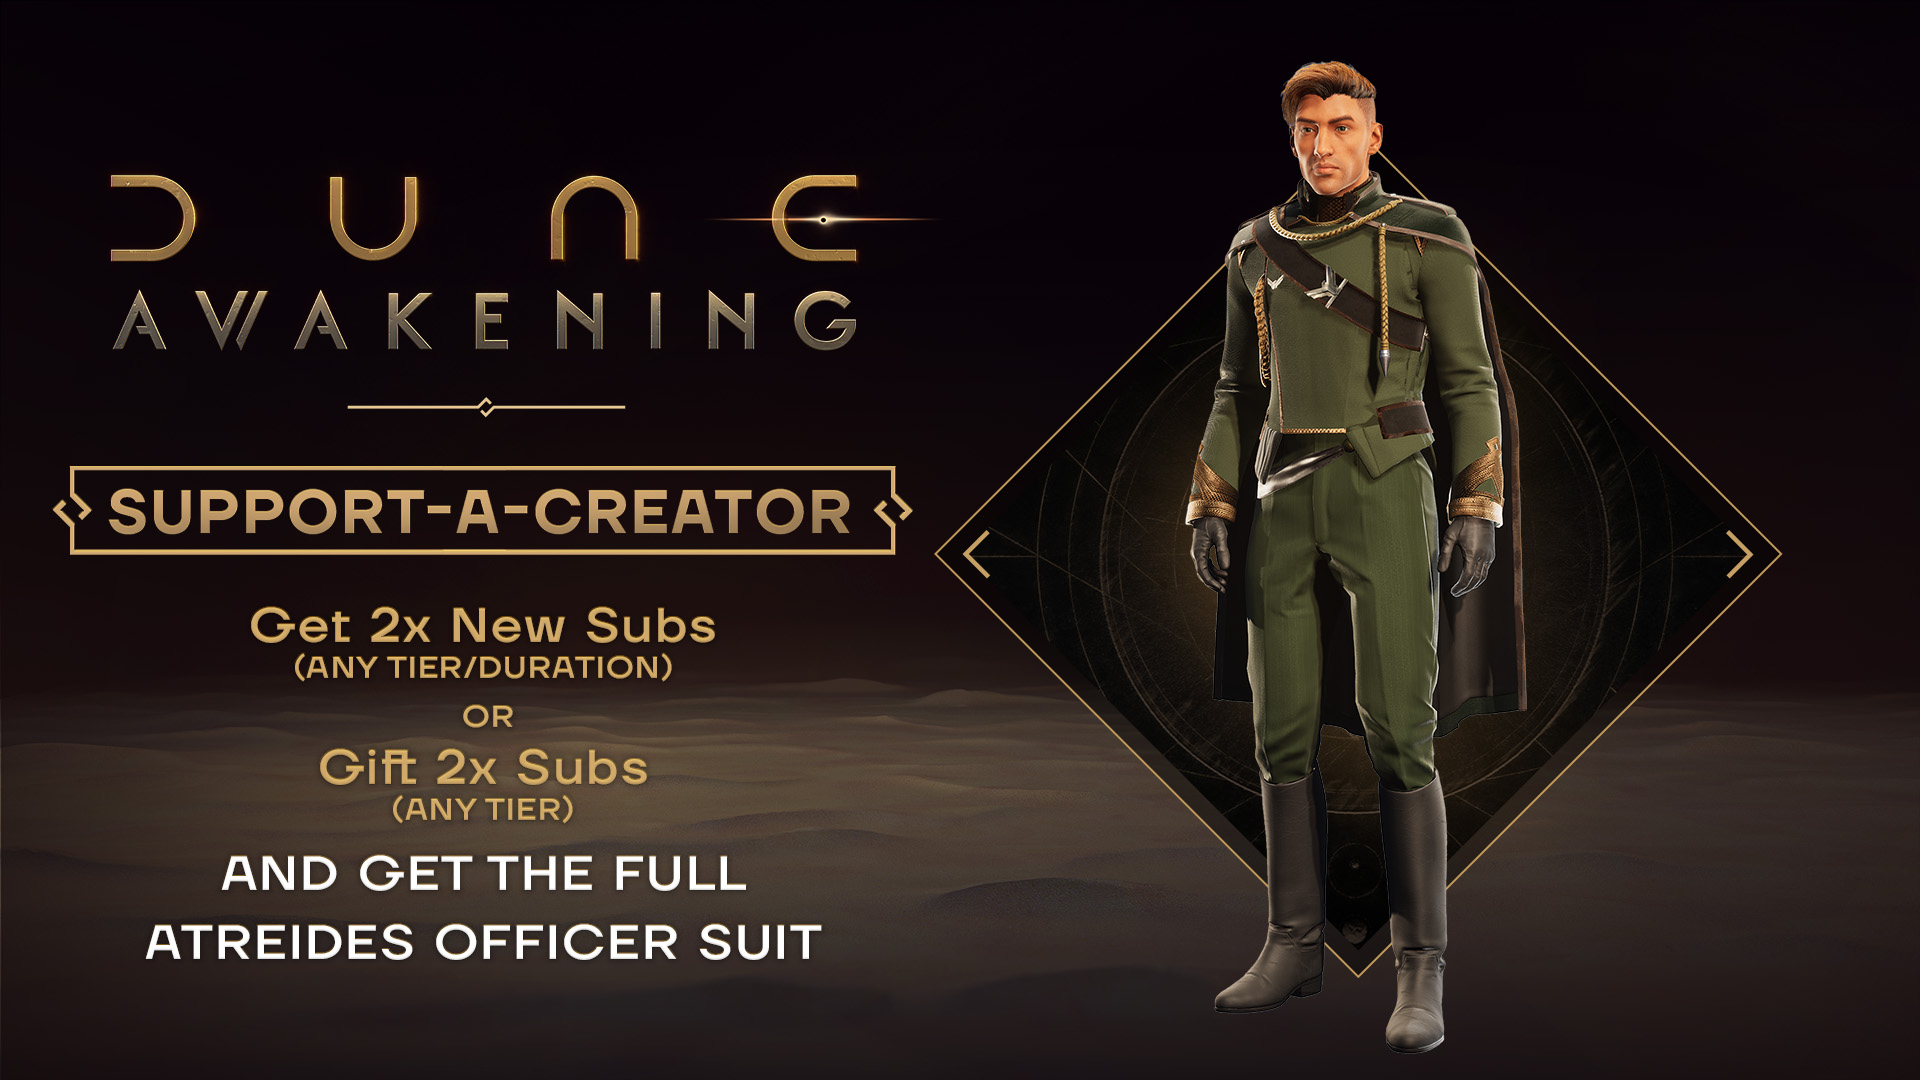 DUNE
AWAKENING
SUPPORT-A-CREATOR
Get 2x New Subs
(ANY TIER/DURATION)
OR
Gift 2x Subs
(ANY TIER)
AND GET THE FULL
ATREIDES OFFICER SUIT